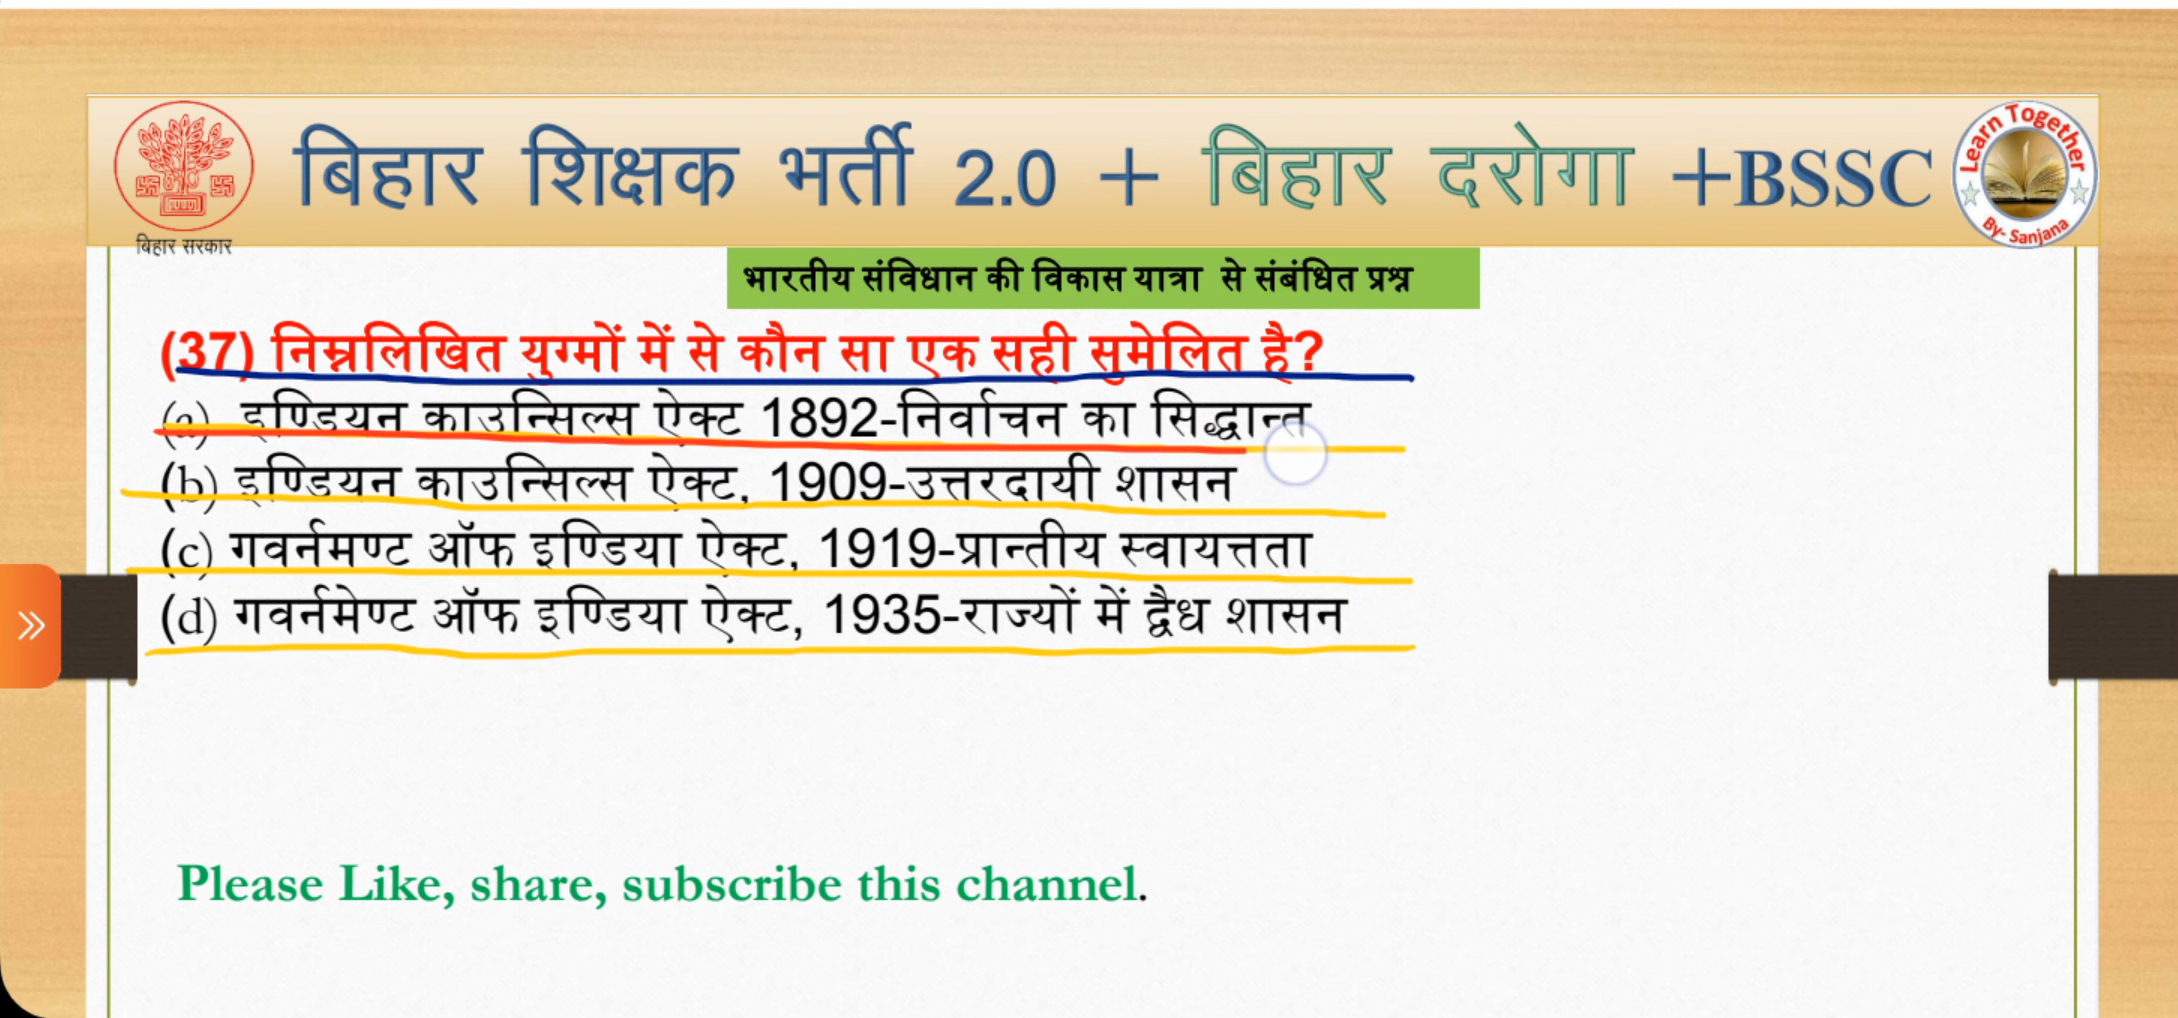 बिहार शिक्षक भर्ती 2.0 + बिहार दरोगा +BSSC
Learn Together
By- Sanjana
बिहार सरकार
भारतीय संविधान की विकास यात्रा से संबंधित प्रश्न
(37) निम्नलिखित युग्मों में से कौन सा एक सही सुमेलित है?
(a) इण्डियन काउन्सिल्स ऐक्ट 1892-निर्वाचन का सिद्धान्त
(b) इण्डियन काउन्सिल्स ऐक्ट, 1909-उत्तरदायी शासन
(c) गवर्नमण्ट ऑफ इण्डिया ऐक्ट, 1919-प्रान्तीय स्वायत्तता
(d) गवर्नमेण्ट ऑफ इण्डिया ऐक्ट, 1935-राज्यों में द्वैध शासन
Please Like, share, subscribe this channel.